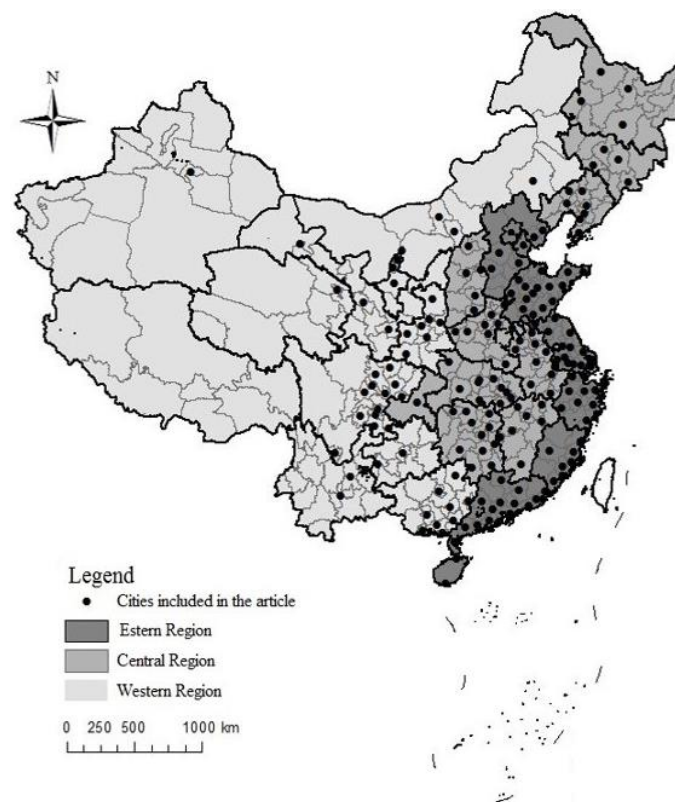 N
Legend
Cities included in the article
Estern Region
Central Region
Western Region
0 250 500 1000 km